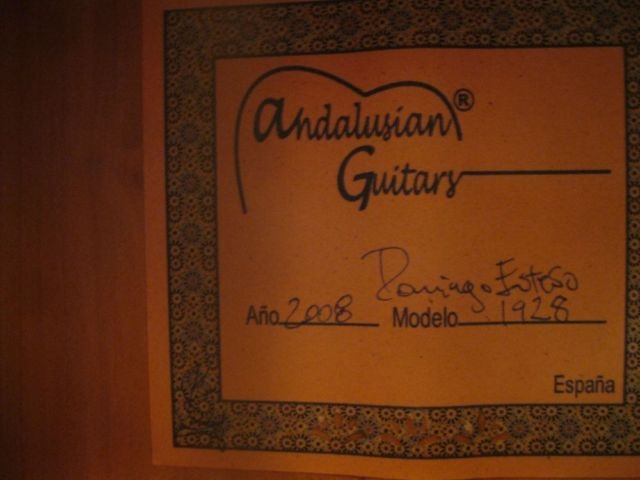 Andalusian®
Guitars
Domingo Esteso
Año 2008 Modelo 1928
España